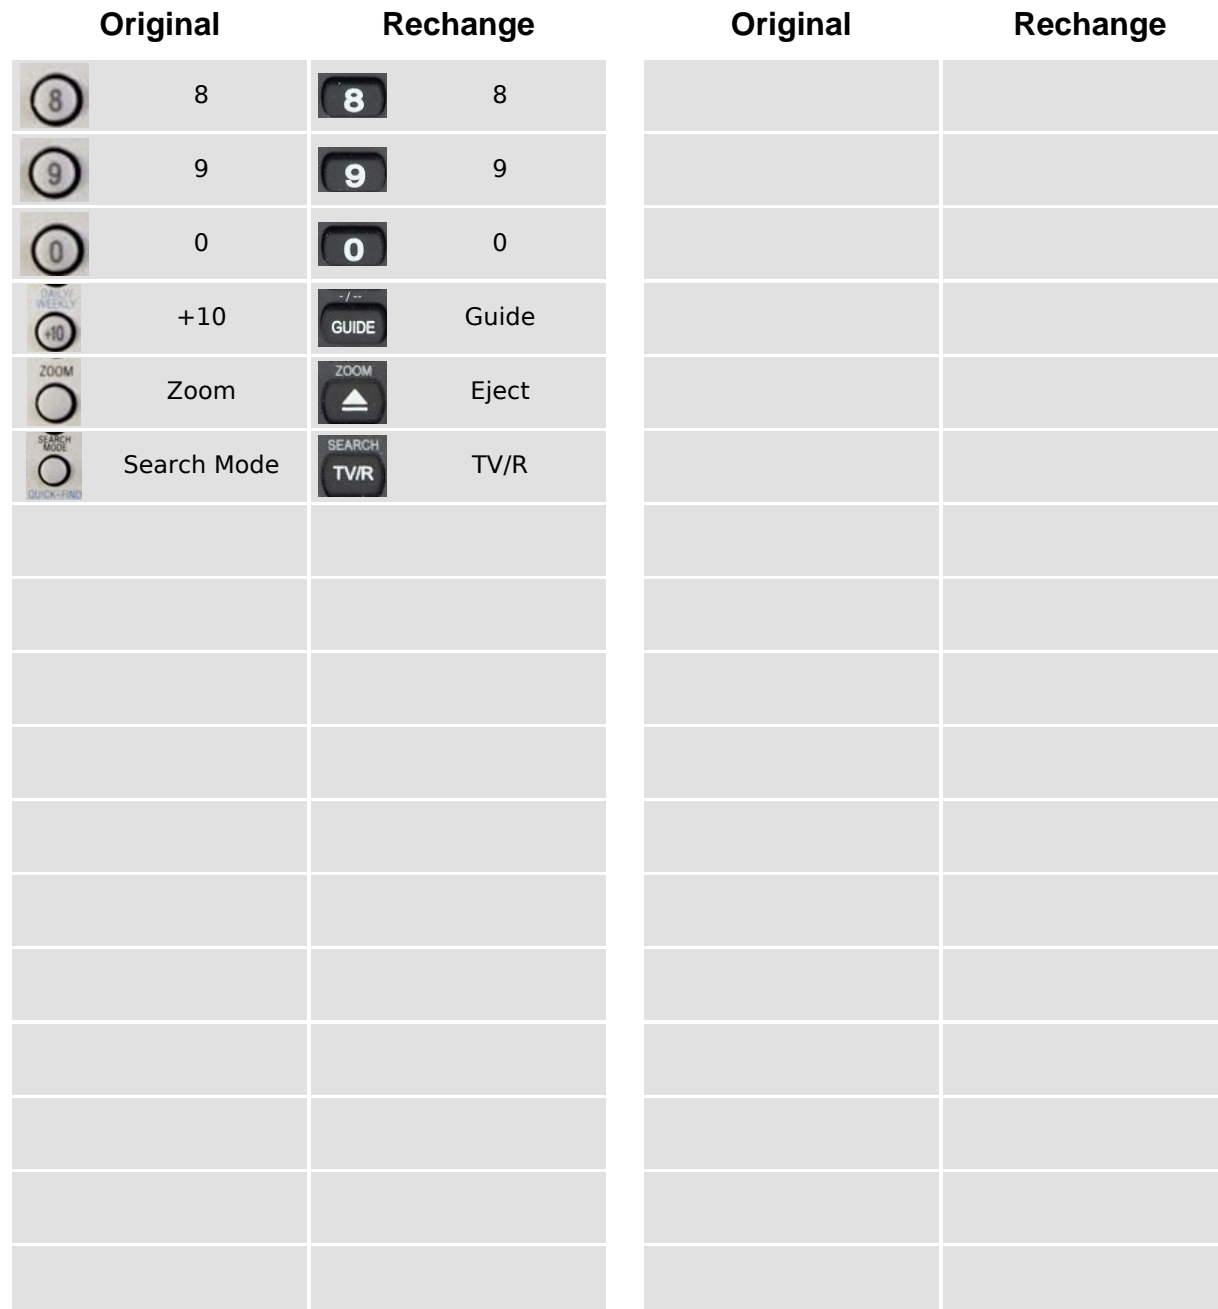 Original Rechange Original Rechange
8 8 8 8
9 9 9 9
0 0 0 0
DAILY/
WEEKLY
+10 +10 -/-- GUIDE Guide
ZOOM Zoom ZOOM Eject
SEARCH
MODE
QUICK-FIND
Search Mode SEARCH
TV/R TV/R